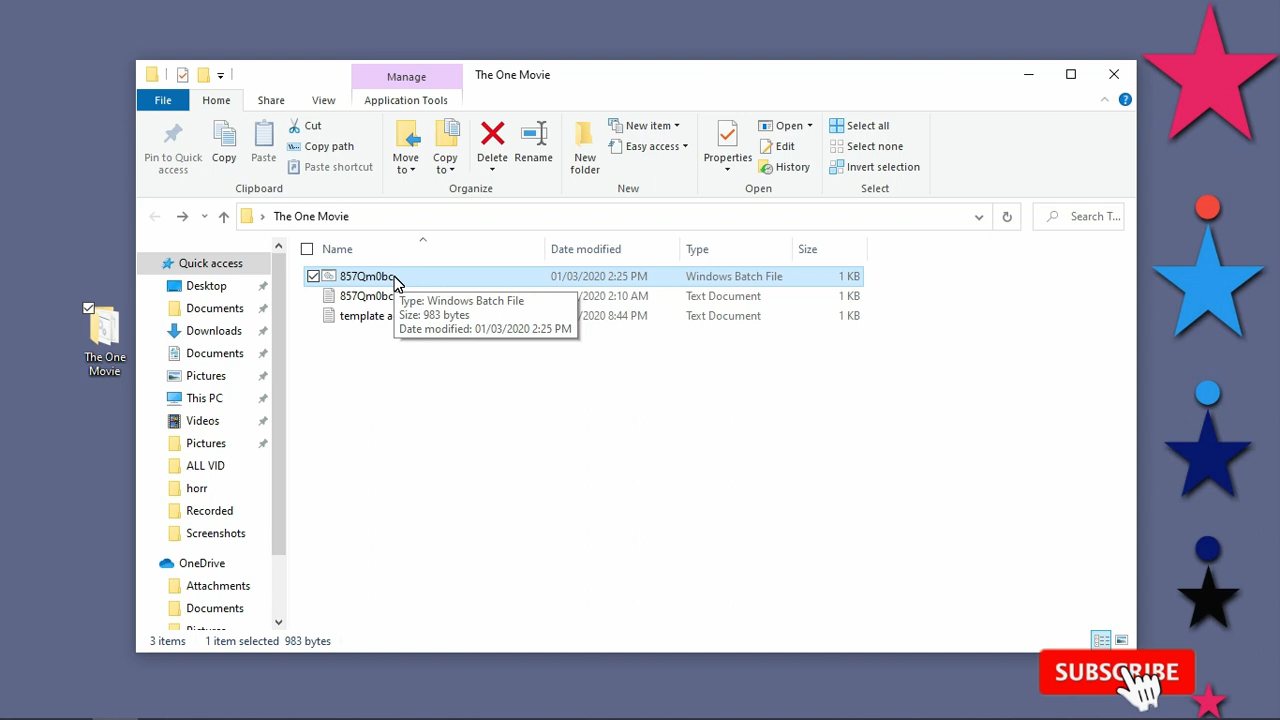 Manage
The One Movie
File
Home
Share
View
Application Tools
Pin to Quick access
Copy
Paste
Cut
Copy path
Paste shortcut
Clipboard
Move to
Copy to
Delete
Rename
Organize
New folder
New item
Easy access
New
Properties
Open
Edit
History
Open
Select all
Select none
Invert selection
Select
The One Movie
Search T...
Name
Date modified
Type
Size
857Qm0bc
01/03/2020 2:25 PM
Windows Batch File
1 KB
857Qm0bc
/2020 2:10 AM
Text Document
1 KB
template a
/2020 8:44 PM
Text Document
1 KB
Type: Windows Batch File
Size: 983 bytes
Date modified: 01/03/2020 2:25 PM
Quick access
Desktop
Documents
Downloads
Documents
Pictures
This PC
Videos
Pictures
ALL VID
horr
Recorded
Screenshots
OneDrive
Attachments
Documents
The One
Movie
3 items
1 item selected
983 bytes
SUBSCRIBE